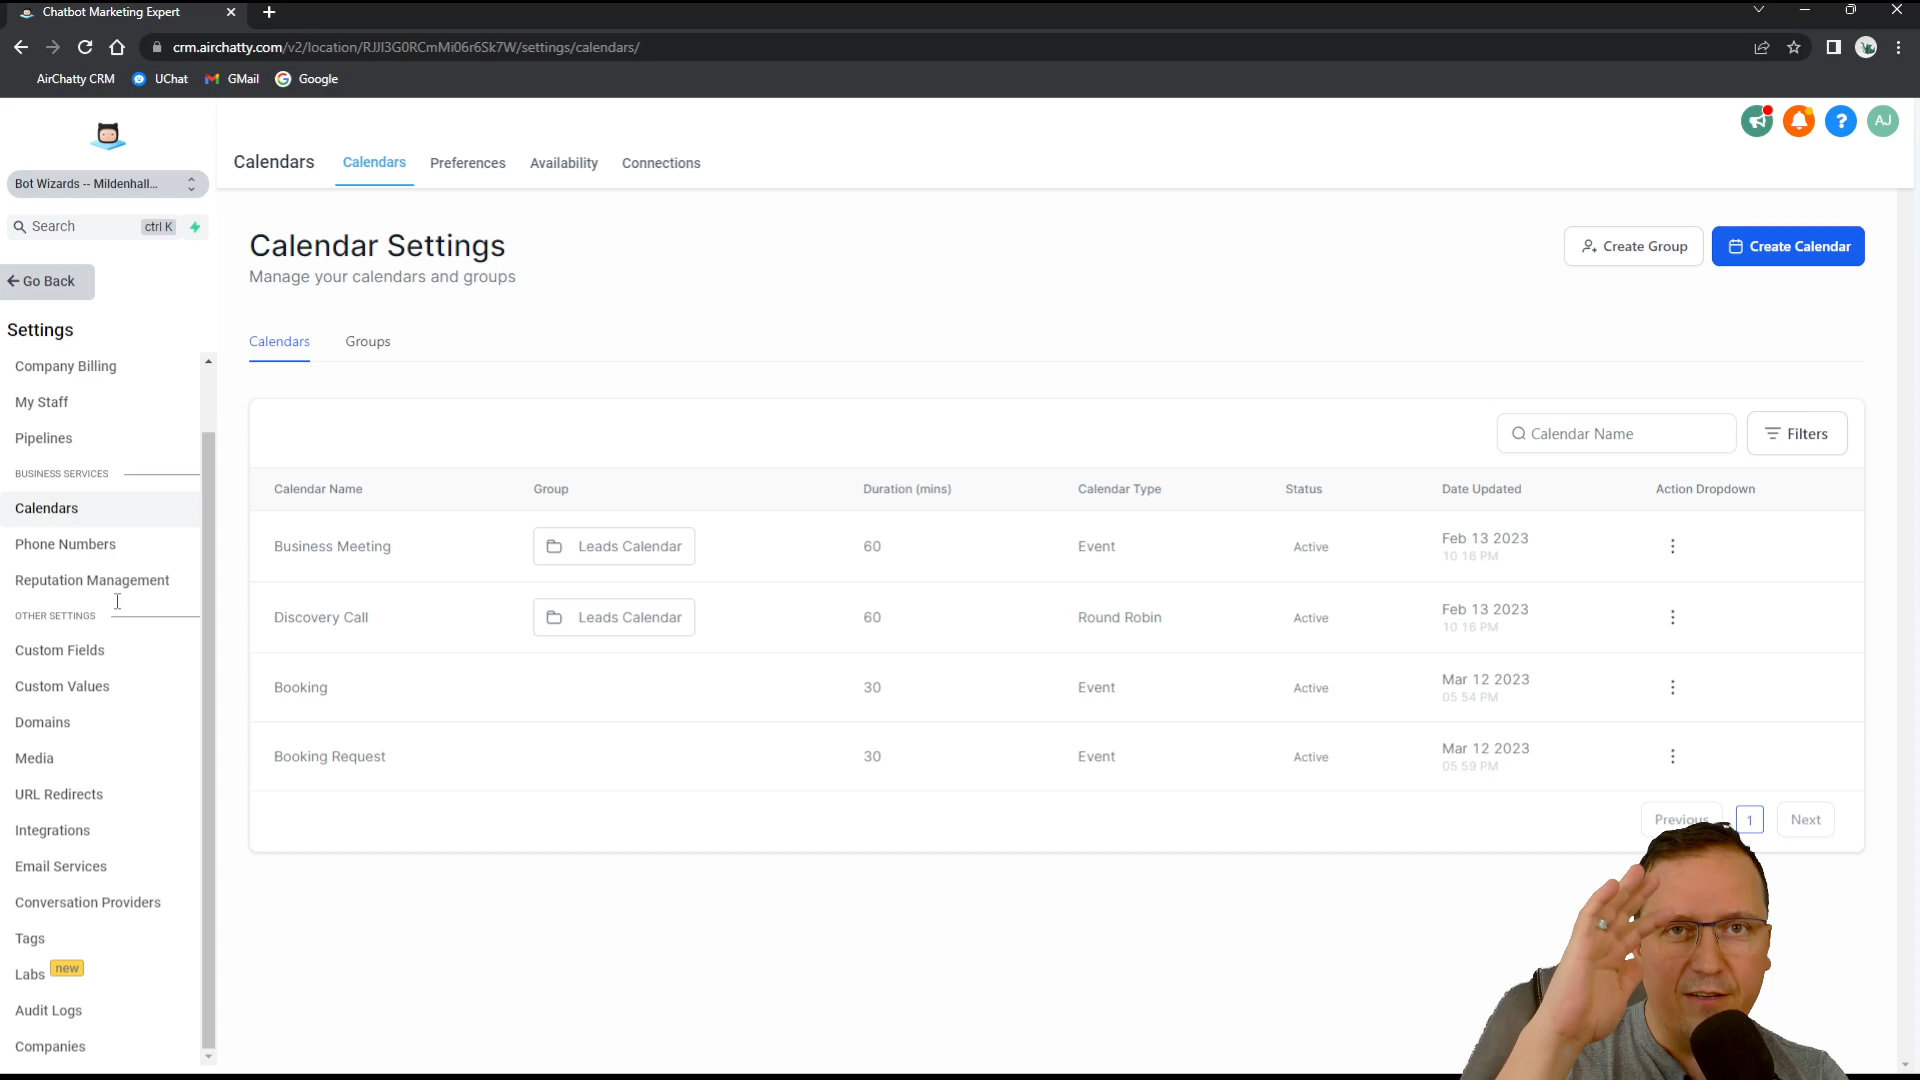 Chatbot Marketing Expert
crm.airchatty.com/v2/location/RJJI3G0RCmMi06r6Sk7W/settings/calendars/
AirChatty CRM
UChat
GMail
Google
AJ
Calendars
Calendars
Preferences
Availability
Connections
Bot Wizards -- Mildenhall...
Search
ctrl K
Go Back
Settings
Company Billing
My Staff
Pipelines
BUSINESS SERVICES
Calendars
Phone Numbers
Reputation Management
OTHER SETTINGS
Custom Fields
Custom Values
Domains
Media
URL Redirects
Integrations
Email Services
Conversation Providers
Tags
Labs new
Audit Logs
Companies
Calendar Settings
Manage your calendars and groups
Create Group
Create Calendar
Calendars
Groups
Calendar Name
Filters
Calendar Name Group Duration (mins) Calendar Type Status Date Updated Action Dropdown
Business Meeting Leads Calendar 60 Event Active Feb 13 2023
10 16 PM
Discovery Call Leads Calendar 60 Round Robin Active Feb 13 2023
10 16 PM
Booking 30 Event Active Mar 12 2023
05 54 PM
Booking Request 30 Event Active Mar 12 2023
05 59 PM
Previous 1 Next